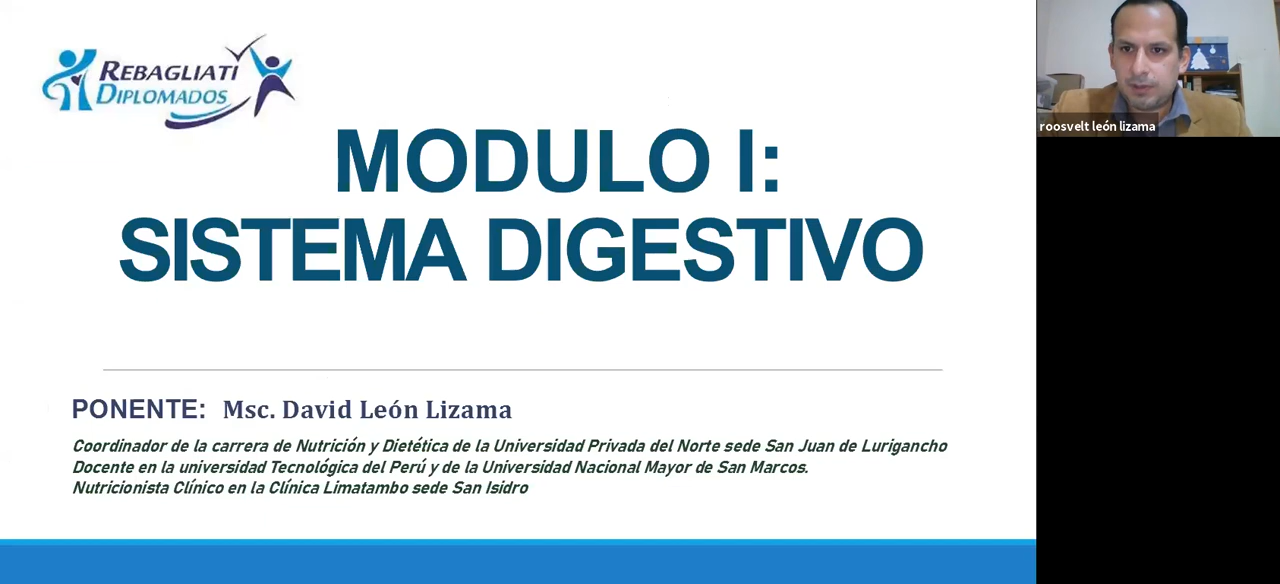 REBAGLIATI
DIPLOMADOS
MODULO I:
SISTEMA DIGESTIVO
PONENTE: Msc. David León Lizama
Coordinador de la carrera de Nutrición y Dietética de la Universidad Privada del Norte sede San Juan de Lurigancho
Docente en la universidad Tecnológica del Perú y de la Universidad Nacional Mayor de San Marcos.
Nutricionista Clínico en la Clínica Limatambo sede San Isidro
roosvelt león lizama